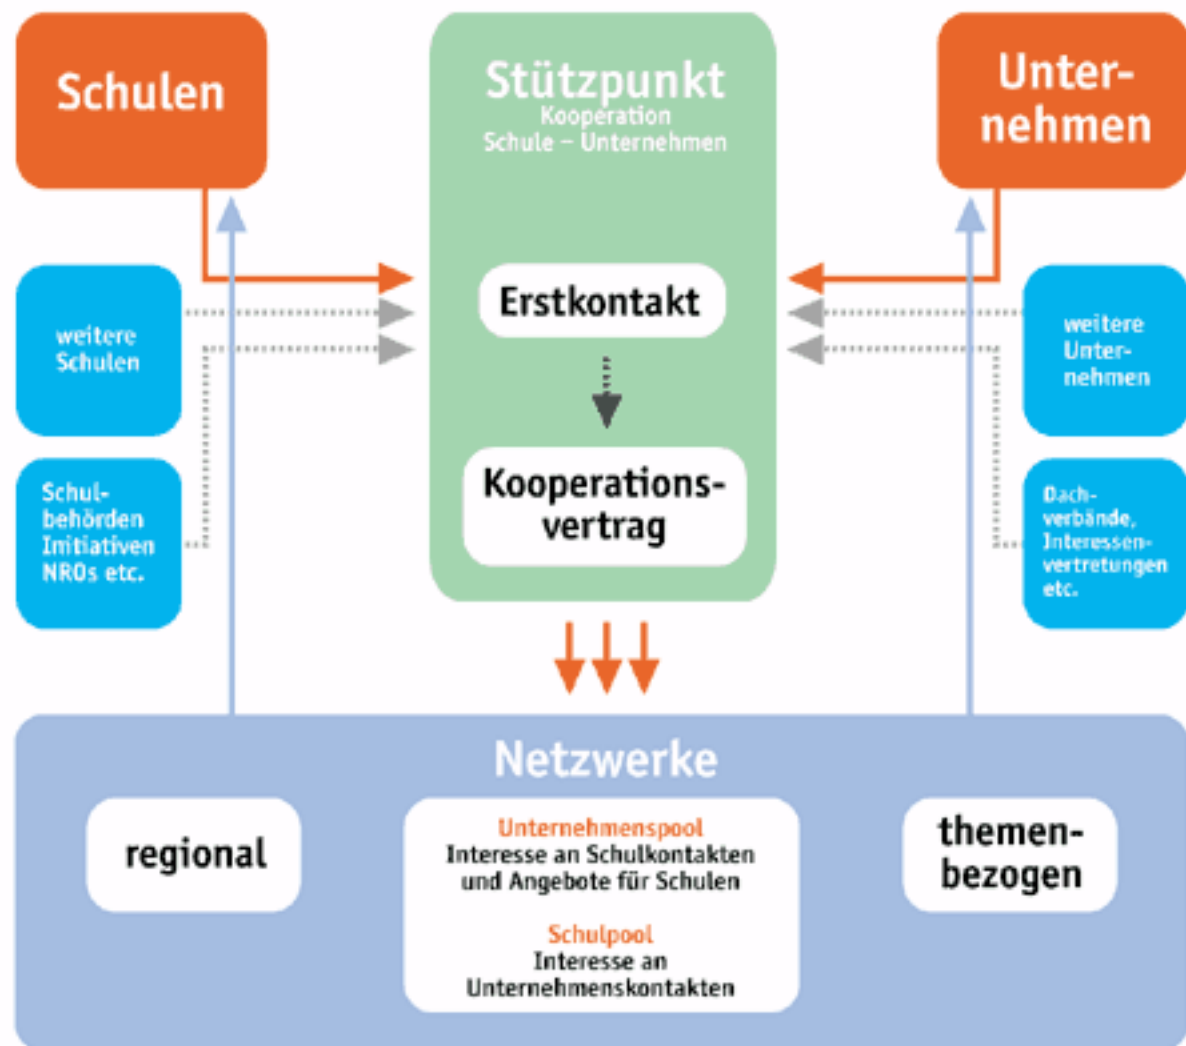 Schulen
Stützpunkt
Kooperation
Schule – Unternehmen
Unter-
nehmen
Erstkontakt
Kooperations-
vertrag
weitere
Schulen
Schul-
behörden
Initiativen
NROs etc.
weitere
Unter-
nehmen
Dach-
verbände,
Interessen-
vertretungen
etc.
Netzwerke
regional
Unternehmenspool
Interesse an Schulkontakten
und Angebote für Schulen
Schulpool
Interesse an
Unternehmenskontakten
themen-
bezogen